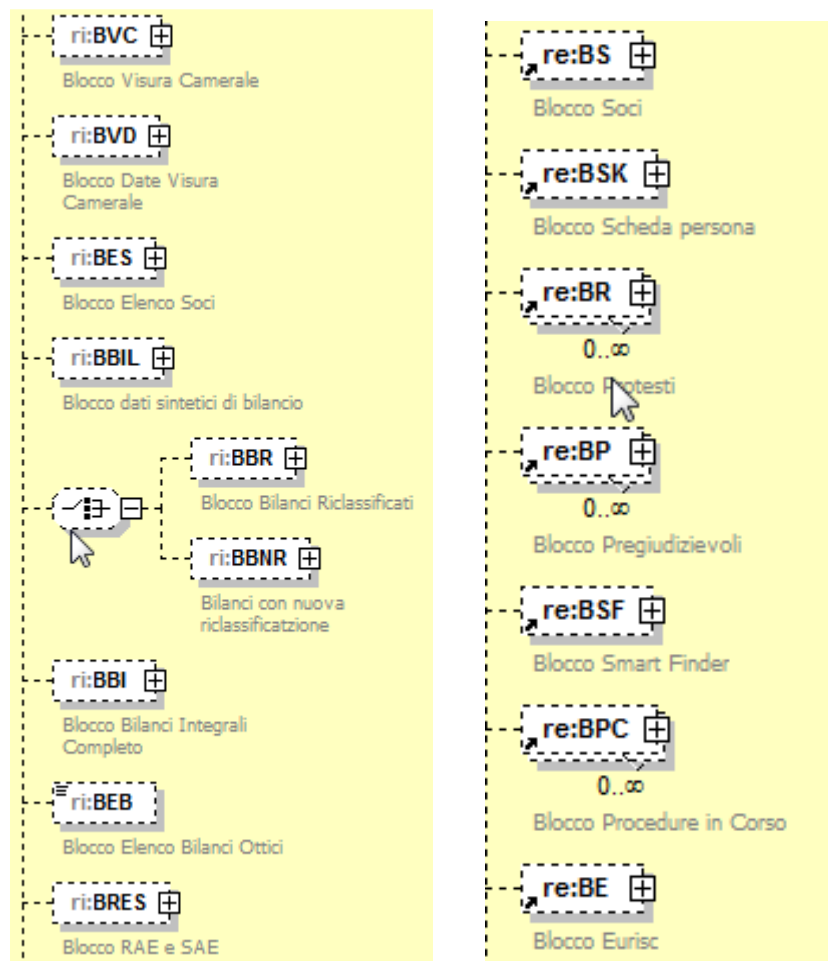 ri:BVC
Blocco Visura Camerale
ri:BVD
Blocco Date Visura
Camerale
ri:BES
Blocco Elenco Soci
ri:BBIL
Blocco dati sintetici di bilancio
ri:BBR
Blocco Bilanci Riclassificati
ri:BBNR
Bilanci con nuova
riclassificatzione
ri:BBI
Blocco Bilanci Integrali
Completo
ri:BEB
Blocco Elenco Bilanci Ottici
ri:BRES
Blocco RAE e SAE
re:BS
Blocco Soci
re:BSK
Blocco Scheda persona
re:BR
0..∞
Blocco Protesti
re:BP
0..∞
Blocco Pregiudizievoli
re:BSF
Blocco Smart Finder
re:BPC
0..∞
Blocco Procedure in Corso
re:BE
Blocco Eurisc